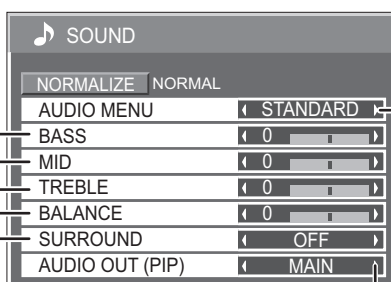 SOUND
NORMALIZE NORMAL
AUDIO MENU STANDARD
BASS 0
MID 0
TREBLE 0
BALANCE 0
SURROUND OFF
AUDIO OUT (PIP) MAIN